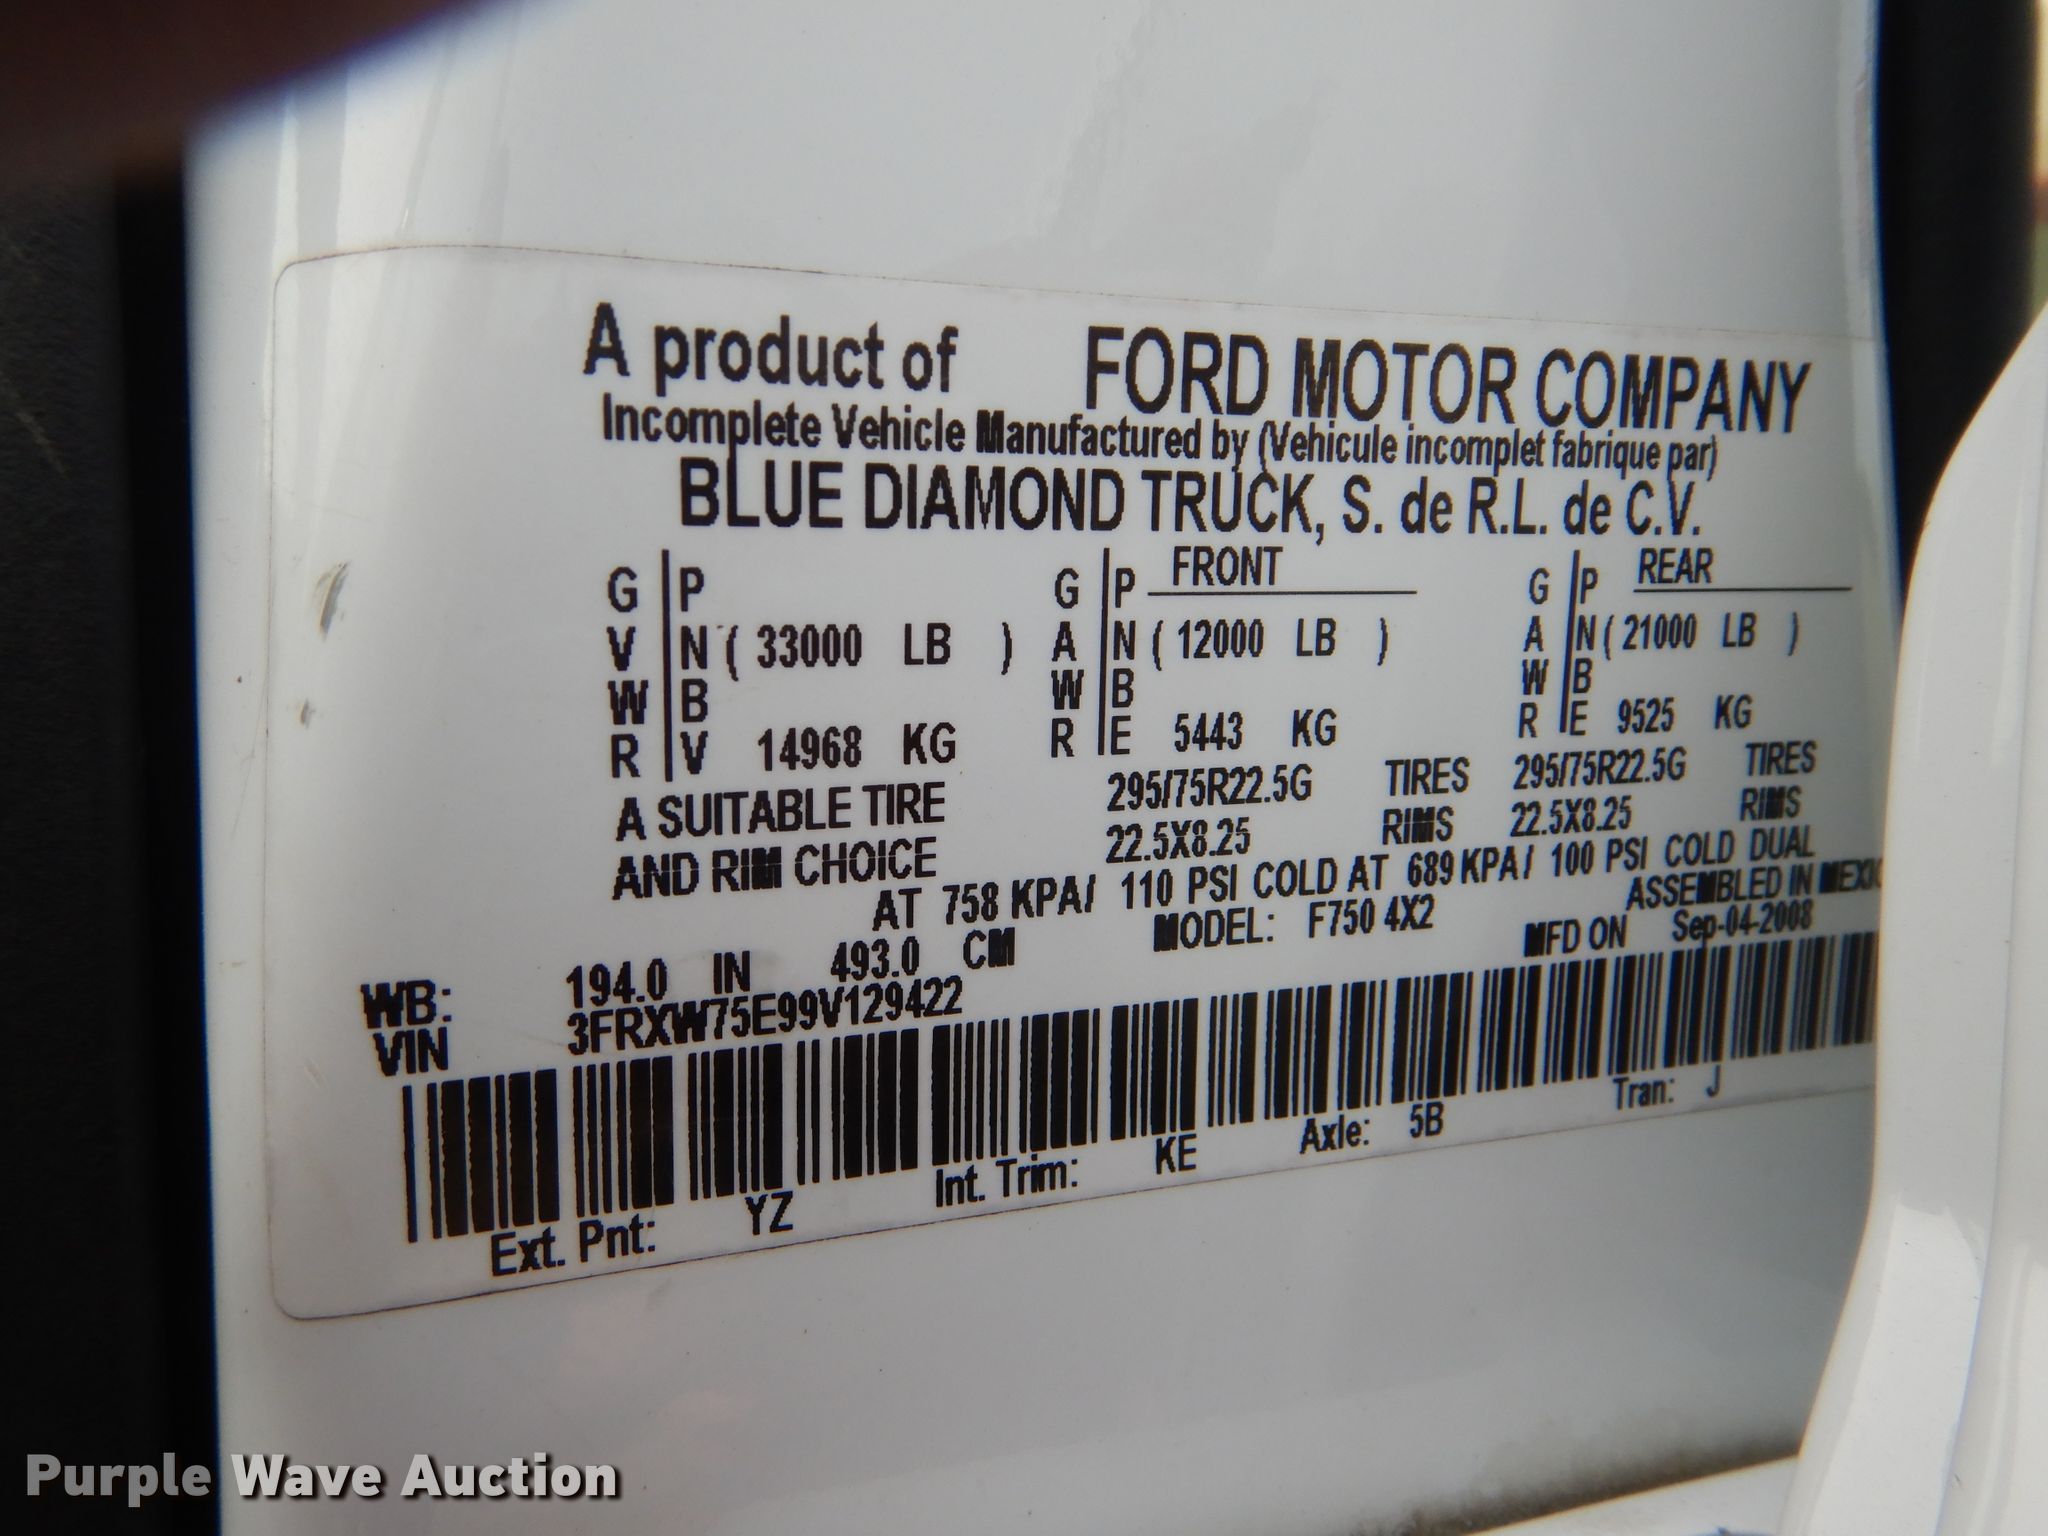 A product of FORD MOTOR COMPANY
Incomplete Vehicle Manufactured by (Vehicule incomplet fabrique par)
BLUE DIAMOND TRUCK, S. de R.L. de C.V.
G P G P FRONT G P REAR
V N ( 33000 LB ) A N ( 12000 LB ) A N ( 21000 LB )
W B W B W B
R V 14968 KG R E 5443 KG R E 9525 KG
A SUITABLE TIRE 295/75R22.5G TIRES 295/75R22.5G TIRES
AND RIM CHOICE 22.5X8.25 RIMS 22.5X8.25 RIMS
AT 758 KPA/ 110 PSI COLD AT 689 KPA/ 100 PSI COLD DUAL
ASSEMBLED IN
WB: 194.0 IN 493.0 CM MODEL: F750 4X2 MFD ON Sep-04-2008
VIN 3FRXW75E99V129422
Ext. Pnt: YZ Int. Trim: KE Axle: 5B Tran: J
Purple Wave Auction